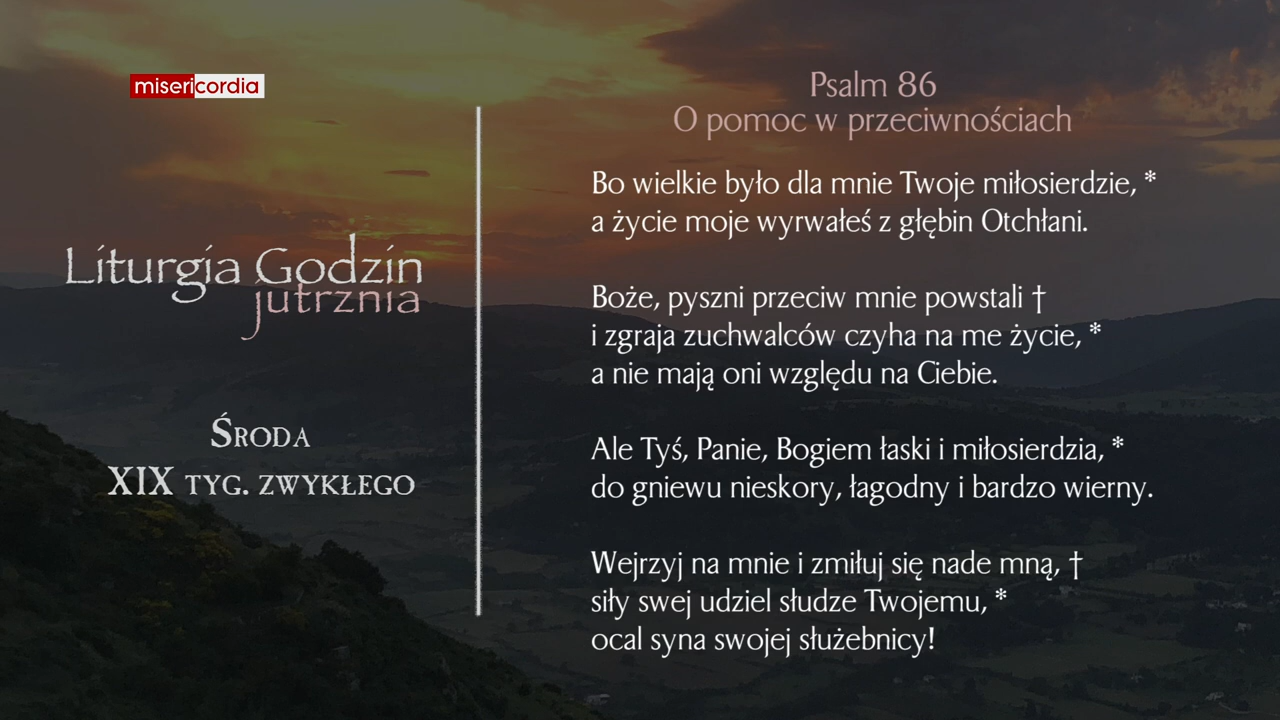 misericordia
Liturgia Godzin
jutrznia
Środa
XIX tyg. zwykłego
Psalm 86
O pomoc w przeciwnościach
Bo wielkie było dla mnie Twoje miłosierdzie, *
a życie moje wyrwałeś z głębin Otchłani.
Boże, pyszni przeciw mnie powstali †
i zgraja zuchwalców czyha na me życie, *
a nie mają oni względu na Ciebie.
Ale Tyś, Panie, Bogiem łaski i miłosierdzia, *
do gniewu nieskory, łagodny i bardzo wierny.
Wejrzyj na mnie i zmiłuj się nade mną, †
siły swej udziel słudze Twojemu, *
ocal syna swojej służebnicy!